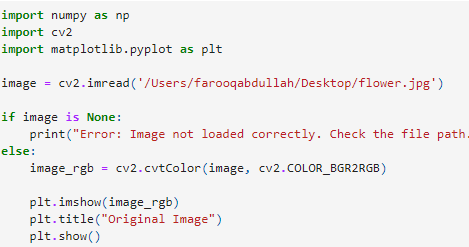 import numpy as np
import cv2
import matplotlib.pyplot as plt
image = cv2.imread('/Users/farooqabdullah/Desktop/flower.jpg')
if image is None:
    print("Error: Image not loaded correctly. Check the file path.
else:
    image_rgb = cv2.cvtColor(image, cv2.COLOR_BGR2RGB)
    plt.imshow(image_rgb)
    plt.title("Original Image")
    plt.show()